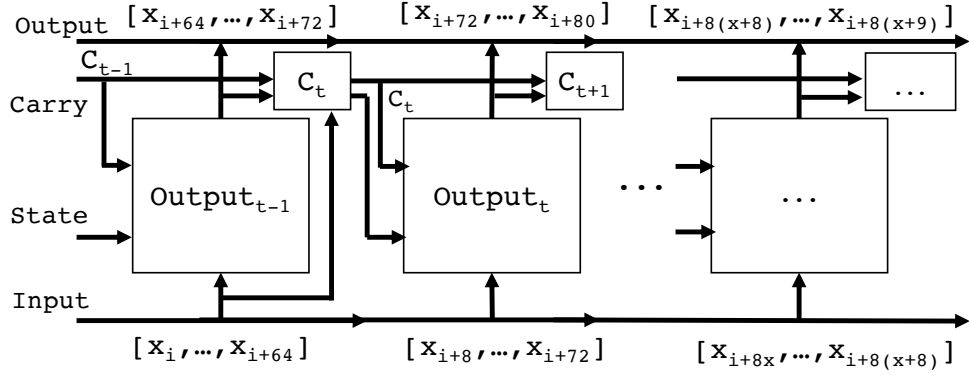 [x_{i+64},…,x_{i+72}] [x_{i+72},…,x_{i+80}] [x_{i+8(x+8)},…,x_{i+8(x+9)}]
Output
C_{t-1}
C_t C_{t+1} ...
C_t
Carry
Output_{t-1} Output_t ... ...
State
Input
[x_i,…,x_{i+64}] [x_{i+8},…,x_{i+72}] [x_{i+8x},…,x_{i+8(x+8)}]